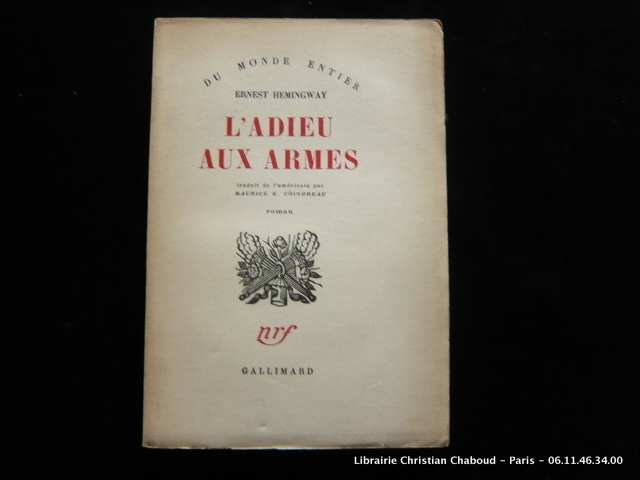 DU MONDE ENTIER
ERNEST HEMINGWAY
L'ADIEU
AUX ARMES
traduit de l'américain par
MAURICE E. COINDREAU
roman
nrf
GALLIMARD
Librairie Christian Chaboud - Paris - 06.11.46.34.00